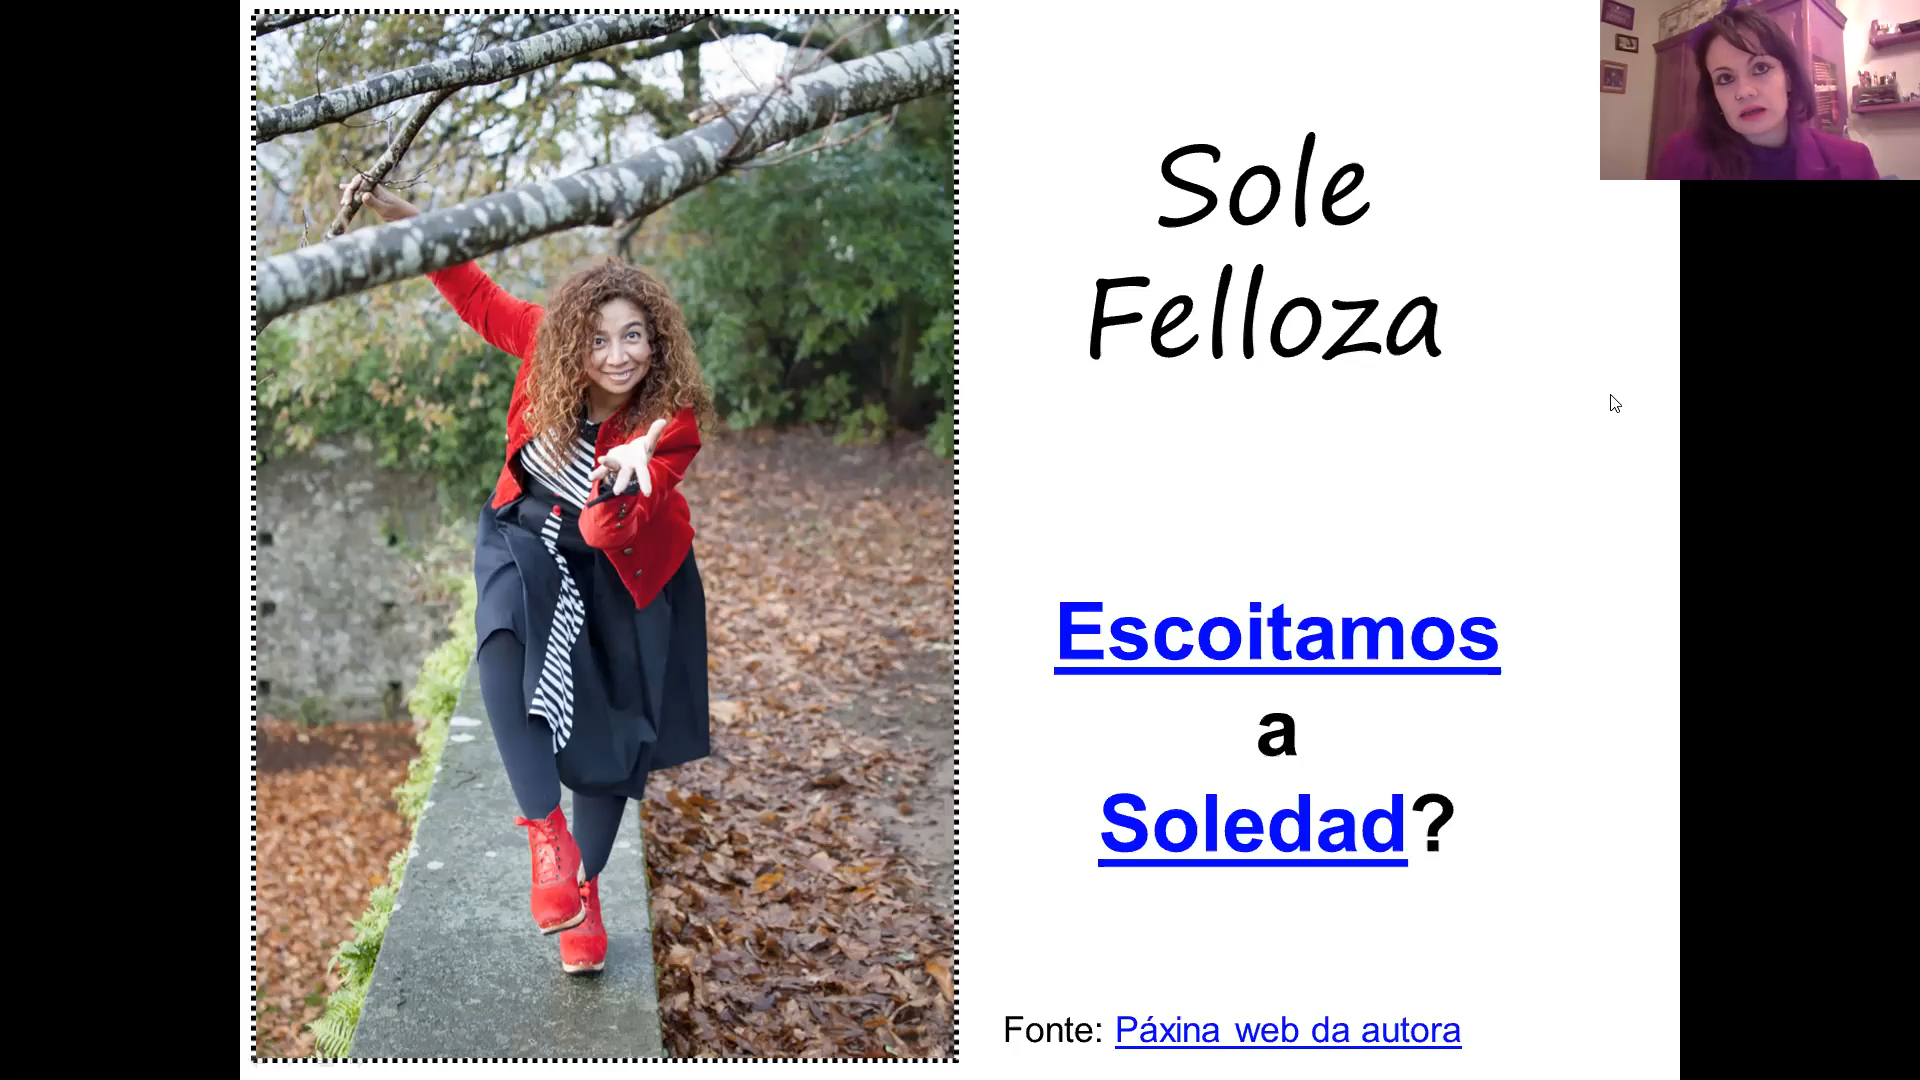 Sole
Felloza
Escoitamos
a
Soledad?
Fonte: Páxina web da autora